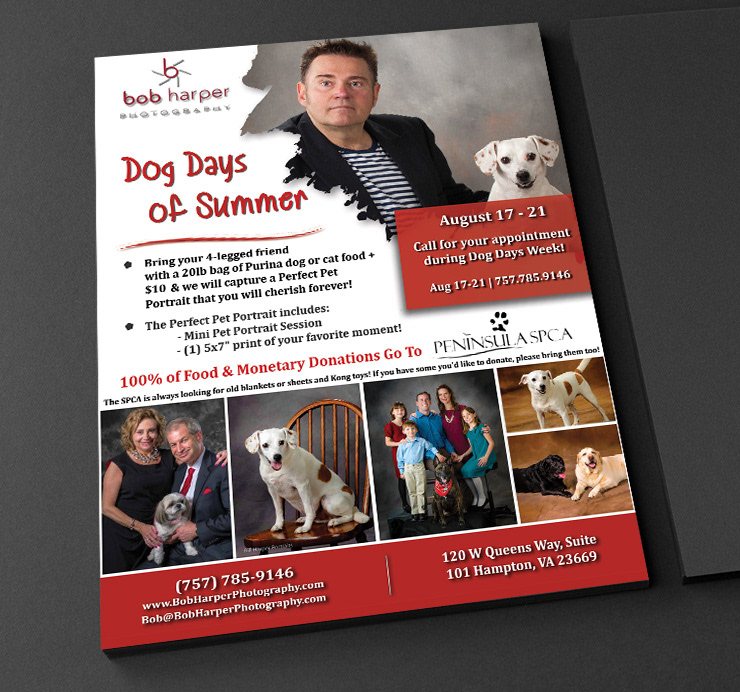 bob harper
PHOTOGRAPHY
Dog Days
of Summer
August 17 - 21
Call for your appointment
during Dog Days Week!
Aug 17-21 | 757.785.9146
Bring your 4-legged friend
with a 20lb bag of Purina dog or cat food +
$10 & we will capture a Perfect Pet
Portrait that you will cherish forever!
The Perfect Pet Portrait includes:
- Mini Pet Portrait Session
- (1) 5x7" print of your favorite moment!
100% of Food & Monetary Donations Go To
PENINSULA SPCA
The SPCA is always looking for old blankets or sheets and Kong toys! If you have some you'd like to donate, please bring them too!
(757) 785-9146
www.BobHarperPhotography.com
Bob@BobHarperPhotography.com
120 W Queens Way, Suite
101 Hampton, VA 23669